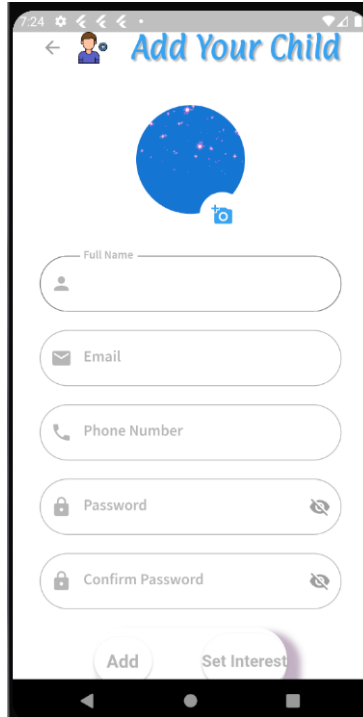 7:24
Add Your Child
Full Name
Email
Phone Number
Password
Confirm Password
Add
Set Interest